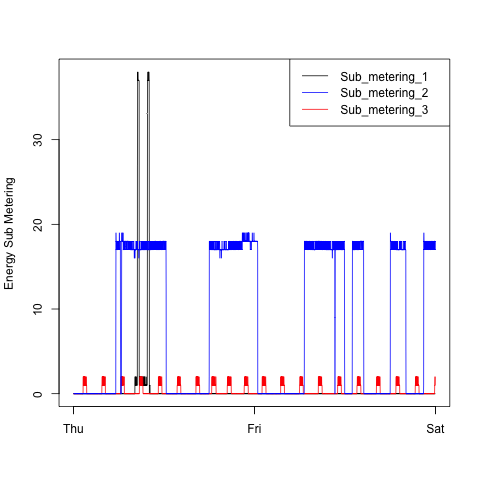 Sub_metering_1
Sub_metering_2
Sub_metering_3
Energy Sub Metering
30
20
10
0
Thu Fri Sat